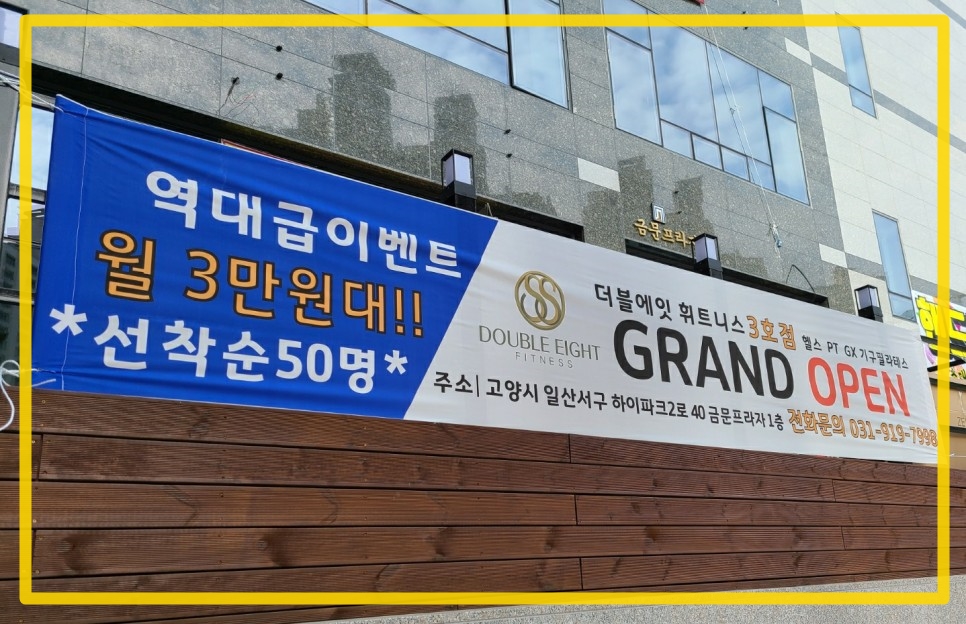 역대급이벤트
월 3만원대!!
*선착순50명*
DOUBLE EIGHT
FITNESS
더블에잇 휘트니스 3호점 헬스 PT GX 기구필라테스
GRAND OPEN
주소| 고양시 일산서구 하이파크2로 40 금문프라자 1층 전화문의 031-919-7998
금문프라자